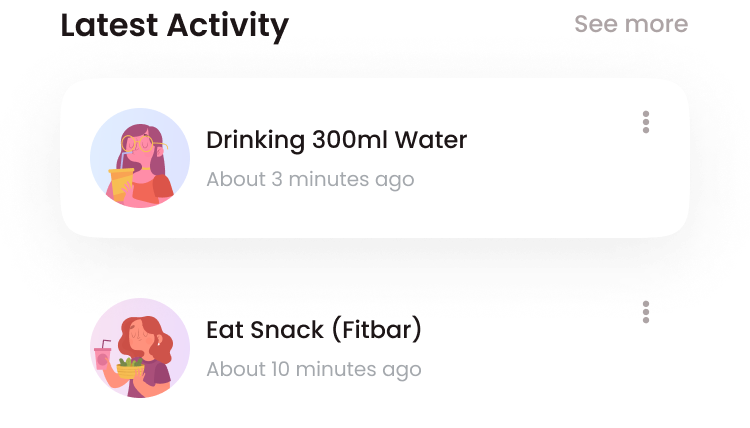 Latest Activity See more
Drinking 300ml Water
About 3 minutes ago
Eat Snack (Fitbar)
About 10 minutes ago